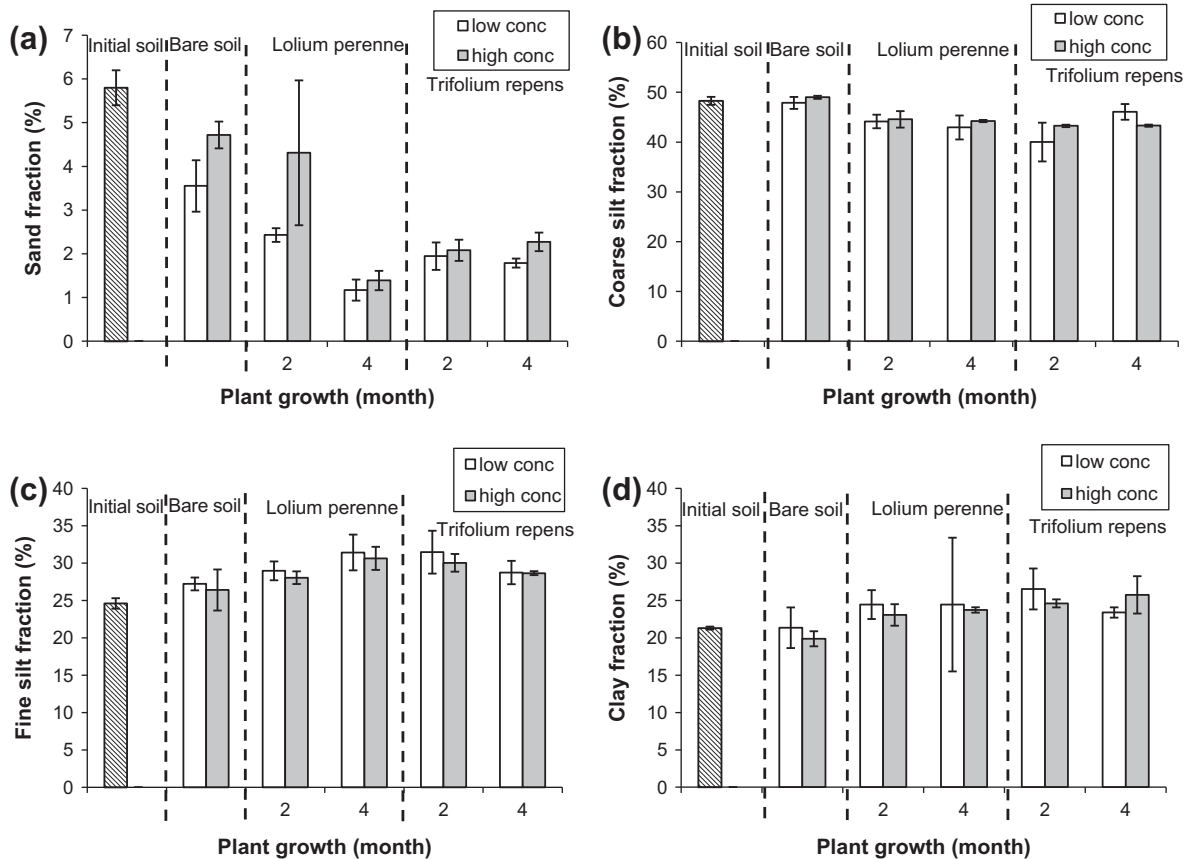 (a)
low conc
high conc
Initial soil
Bare soil
Lolium perenne
Trifolium repens
Sand fraction (%)
7
6
5
4
3
2
1
0
2
4
2
4
Plant growth (month)
(b)
low conc
high conc
Initial soil
Bare soil
Lolium perenne
Trifolium repens
Coarse silt fraction (%)
60
50
40
30
20
10
0
2
4
2
4
Plant growth (month)
(c)
low conc
high conc
Initial soil
Bare soil
Lolium perenne
Trifolium repens
Fine silt fraction (%)
40
35
30
25
20
15
10
5
0
2
4
2
4
Plant growth (month)
(d)
low conc
high conc
Initial soil
Bare soil
Lolium perenne
Trifolium repens
Clay fraction (%)
40
35
30
25
20
15
10
5
0
2
4
2
4
Plant growth (month)